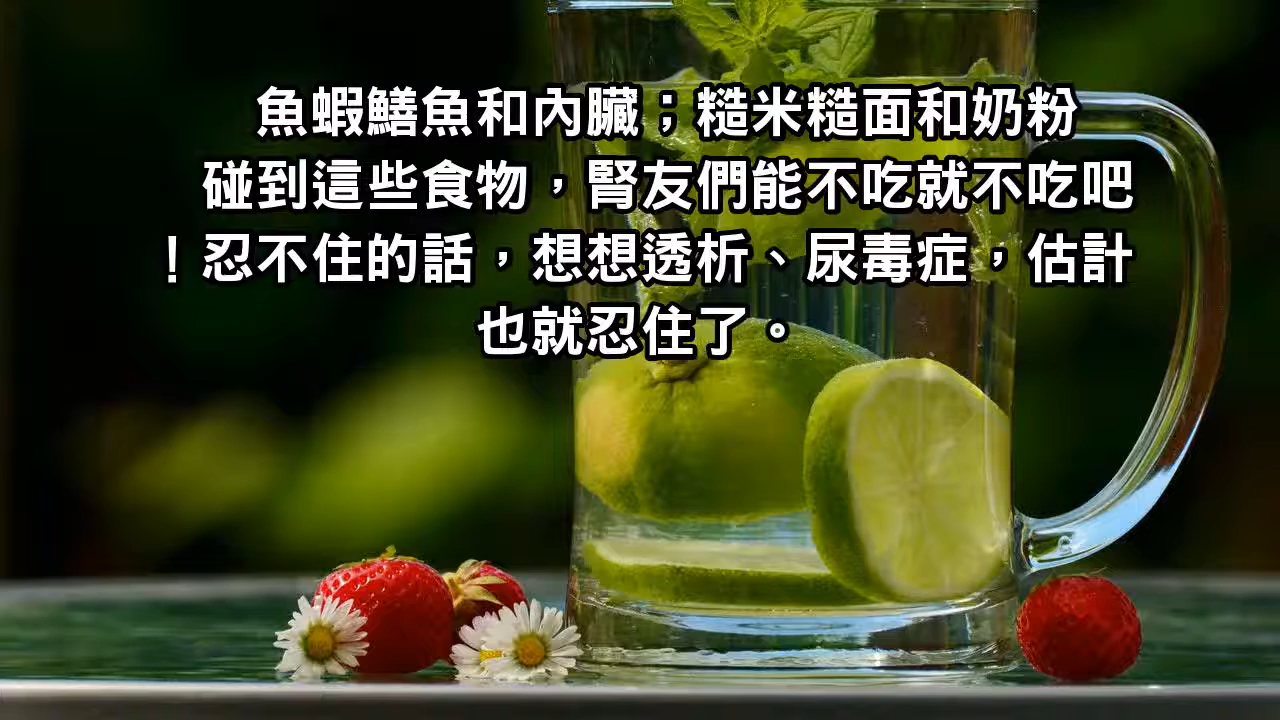 魚蝦鱔魚和內臟；糙米糙面和奶粉
碰到這些食物，腎友們能不吃就不吃吧
！忍不住的話，想想透析、尿毒症，估計
也就忍住了。